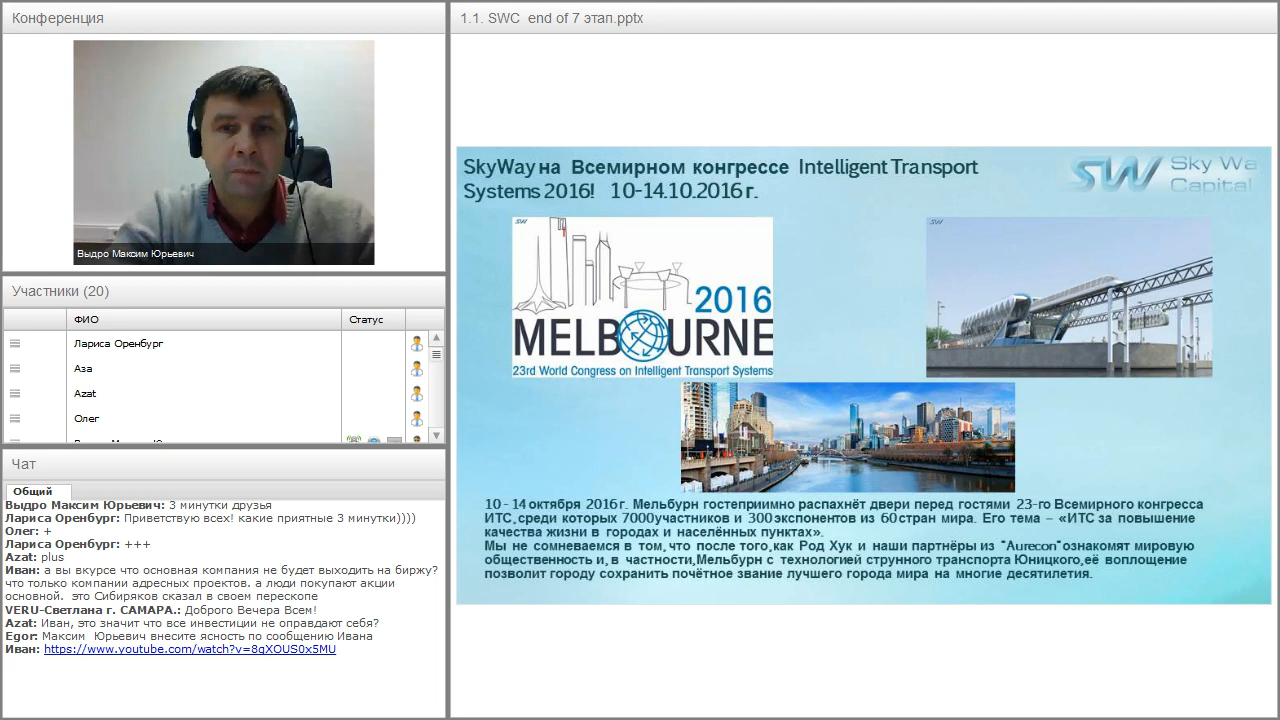 Конференция
Выдро Максим Юрьевич
Участники (20)
ФИО
Статус
Лариса Оренбург
Аза
Azat
Олег
Чат
Общий
Выдро Максим Юрьевич: 3 минутки друзья
Лариса Оренбург: Приветствую всех! какие приятные 3 минутки))))
Олег: +
Лариса Оренбург: +++
Azat: plus
Иван: а вы вкурсе что основная компания не будет выходить на биржу?
что только компании адресных проектов. а люди покупают акции
основной. это Сибиряков сказал в своем перескопе
VERU-Светлана г. САМАРА.: Доброго Вечера Всем!
Azat: Иван, это значит что все инвестиции не оправдают себя?
Egor: Максим Юрьевич внесите ясность по сообщению Ивана
Иван: https://www.youtube.com/watch?v=8gXOUS0x5MU
1.1. SWC end of 7 этап.pptx
SkyWay на Всемирном конгрессе Intelligent Transport
Systems 2016! 10-14.10.2016 г.
SW Sky Wa
Capital
SW
2016
MELBOURNE
23rd World Congress on Intelligent Transport Systems
SW
10 - 14 октября 2016 г. Мельбурн гостеприимно распахнёт двери перед гостями 23-го Всемирного конгресса
ИТС, среди которых 7000 участников и 300 экспонентов из 60 стран мира. Его тема – «ИТС за повышение
качества жизни в городах и населённых пунктах».
Мы не сомневаемся в том, что после того, как Род Хук и наши партнёры из "Aurecon" ознакомят мировую
общественность и, в частности, Мельбурн с технологией струнного транспорта Юницкого, её воплощение
позволит городу сохранить почётное звание лучшего города мира на многие десятилетия.